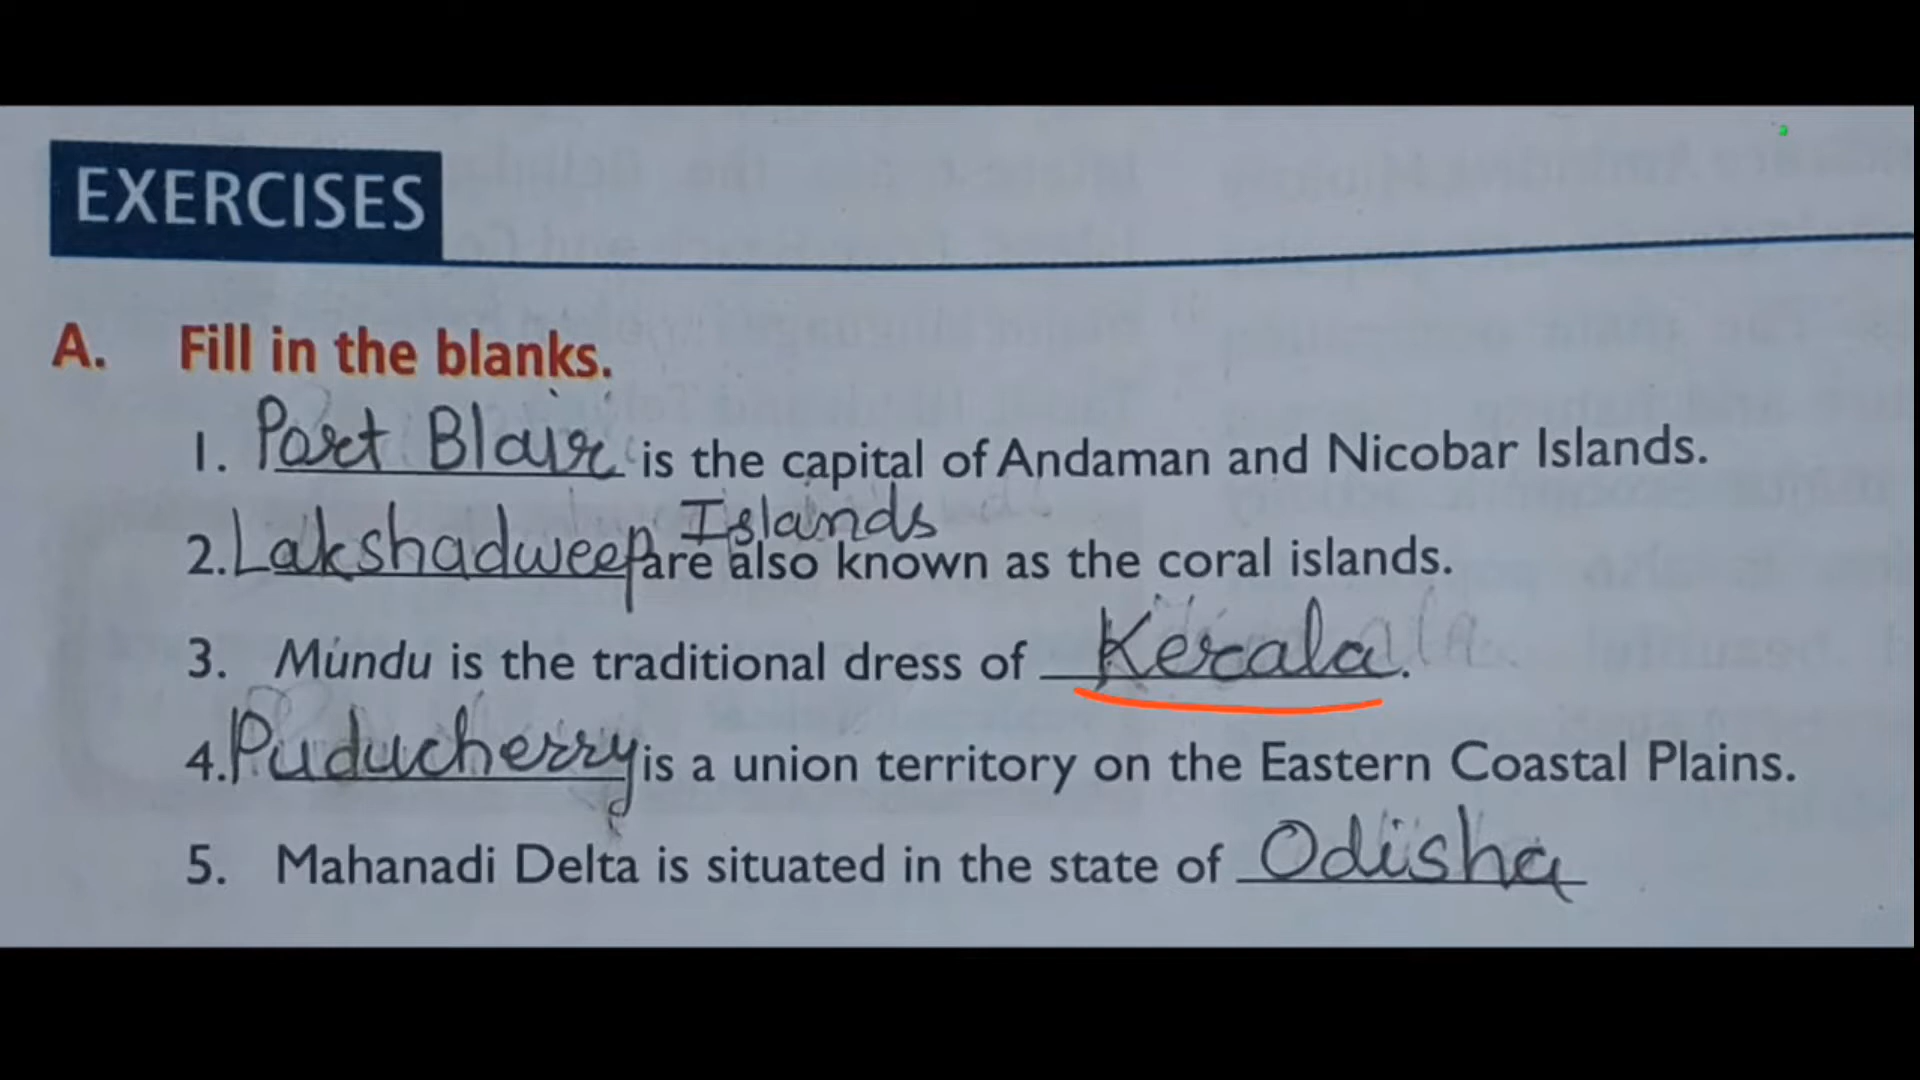 EXERCISES
A. Fill in the blanks.
1. Port Blair is the capital of Andaman and Nicobar Islands.
2. Lakshadweep Islands are also known as the coral islands.
3. Mundu is the traditional dress of Kerala.
4. Puducherry is a union territory on the Eastern Coastal Plains.
5. Mahanadi Delta is situated in the state of Odisha